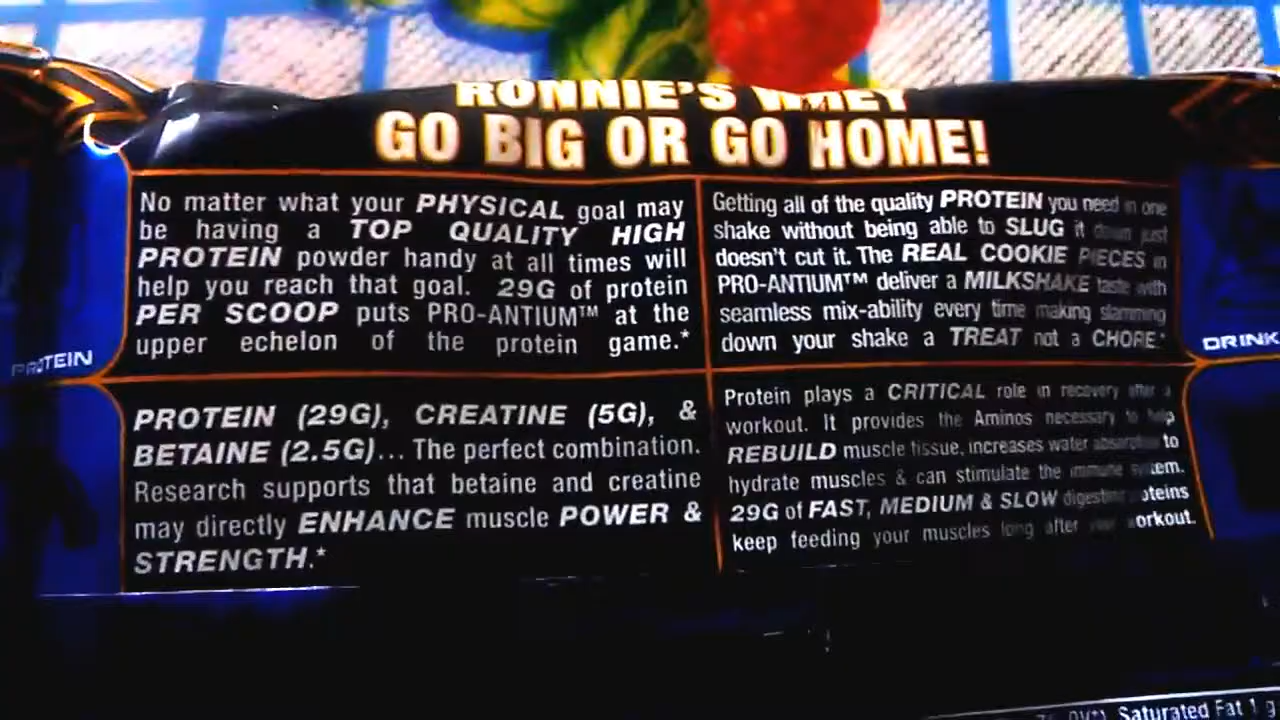 RONNIE'S WHEY
GO BIG OR GO HOME!
No matter what your PHYSICAL goal may
be having a TOP QUALITY HIGH
PROTEIN powder handy at all times will
help you reach that goal. 29G of protein
PER SCOOP puts PRO-ANTIUM™ at the
upper echelon of the protein game.*
Getting all of the quality PROTEIN you need in one
shake without being able to SLUG it down just
doesn't cut it. The REAL COOKIE PIECES in
PRO-ANTIUM™ deliver a MILKSHAKE taste with
seamless mix-ability every time making slamming
down your shake a TREAT not a CHORE.*
PROTEIN
DRINK
PROTEIN (29G), CREATINE (5G), &
BETAINE (2.5G)... The perfect combination.
Research supports that betaine and creatine
may directly ENHANCE muscle POWER &
STRENGTH.*
Protein plays a CRITICAL role in recovery after a
workout. It provides the Aminos necessary to help
REBUILD muscle tissue, increases water absorption to
hydrate muscles & can stimulate the immune system.
29G of FAST, MEDIUM & SLOW digesting proteins
keep feeding your muscles long after your workout.
Saturated Fat 1 g